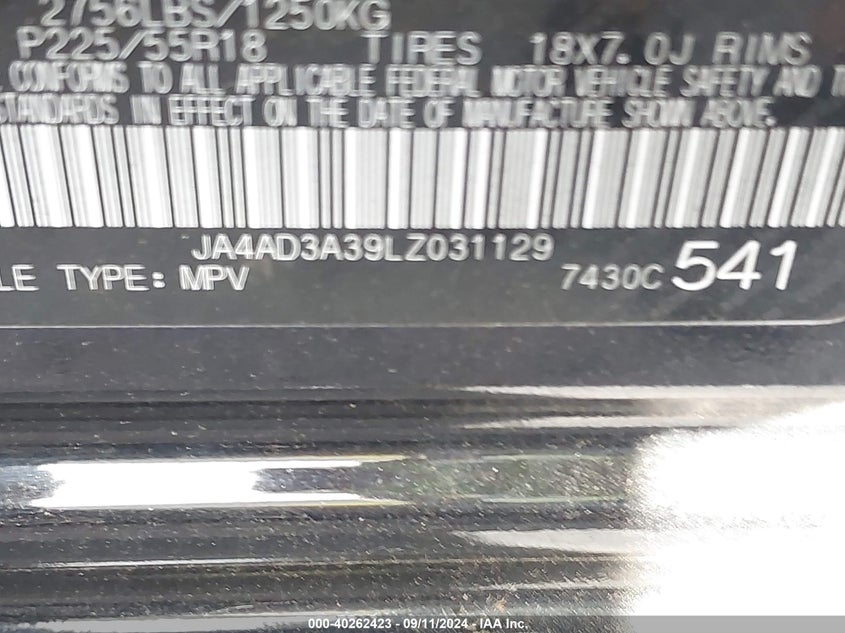 2756LBS/1250KG
P225/55R18 TIRES 18X7.0J RIMS
CONFORMS TO ALL APPLICABLE FEDERAL MOTOR VEHICLE SAFETY AND
STANDARDS IN EFFECT ON THE DATE OF MANUFACTURE SHOWN ABOVE.
JA4AD3A39LZ031129
LE TYPE: MPV 7430C 541
000-40262423 - 09/11/2024 - IAA Inc.